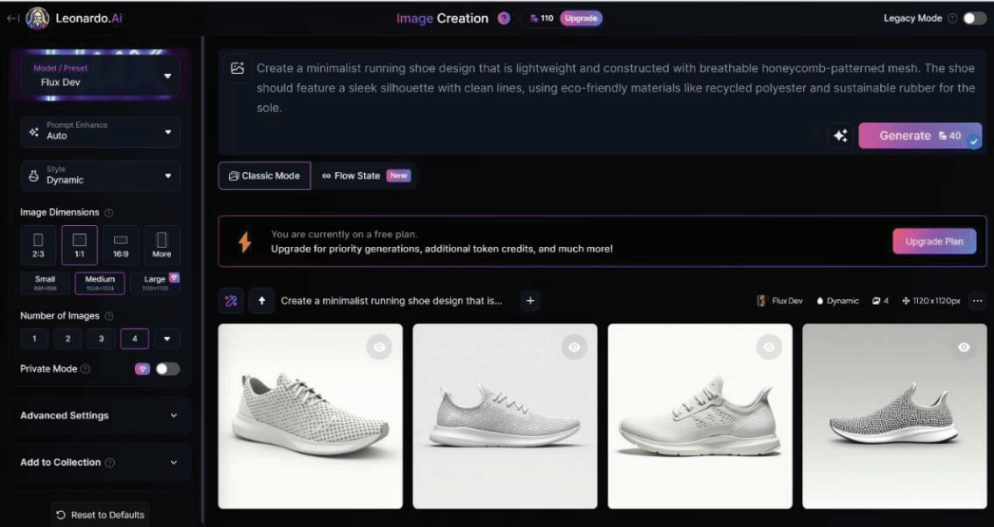 Leonardo.Ai
Image Creation
110
Upgrade
Legacy Mode
Model / Preset
Flux Dev
Prompt Enhance
Auto
Style
Dynamic
Image Dimensions
2:3
1:1
16:9
More
Small
Medium
1024×1024
Large
1120×1120
Number of Images
1
2
3
4
Private Mode
Advanced Settings
Add to Collection
Reset to Defaults
Create a minimalist running shoe design that is lightweight and constructed with breathable honeycomb-patterned mesh. The shoe
should feature a sleek silhouette with clean lines, using eco-friendly materials like recycled polyester and sustainable rubber for the
sole.
Generate 40
Classic Mode
Flow State New
You are currently on a free plan.
Upgrade for priority generations, additional token credits, and much more!
Upgrade Plan
Create a minimalist running shoe design that is...
Flux Dev
Dynamic
4
1120x1120px